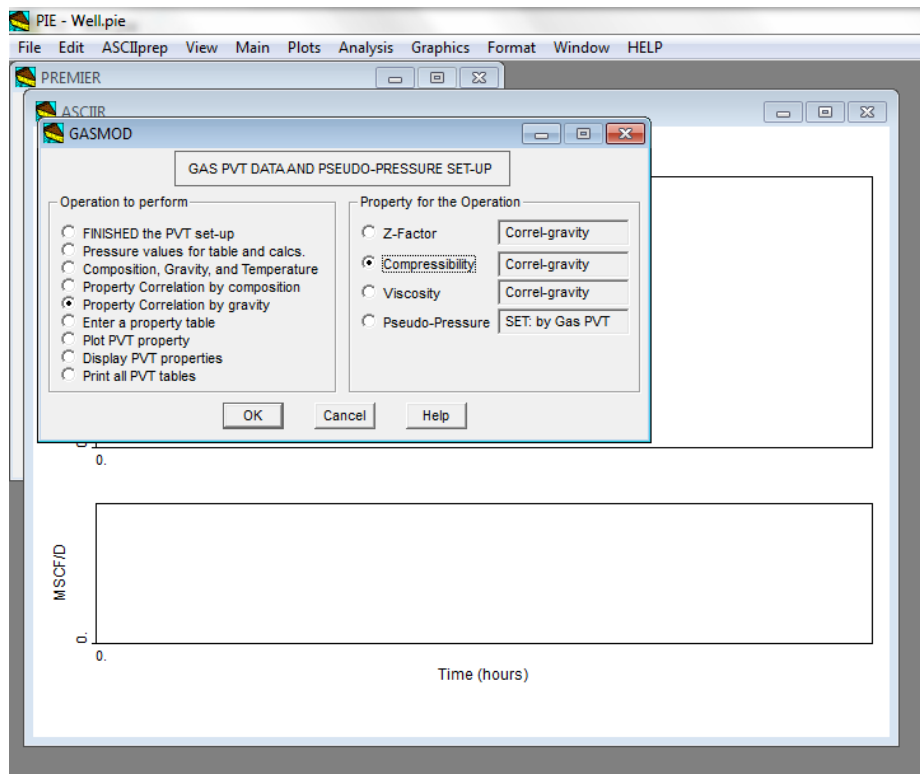 PIE - Well.pie
File Edit ASCIIprep View Main Plots Analysis Graphics Format Window HELP
PREMIER
ASCIIR
GASMOD
GAS PVT DATA AND PSEUDO-PRESSURE SET-UP
Operation to perform
FINISHED the PVT set-up
Pressure values for table and calcs.
Composition, Gravity, and Temperature
Property Correlation by composition
Property Correlation by gravity
Enter a property table
Plot PVT property
Display PVT properties
Print all PVT tables
Property for the Operation
Z-Factor Correl-gravity
Compressibility Correl-gravity
Viscosity Correl-gravity
Pseudo-Pressure SET: by Gas PVT
OK Cancel Help
0.
MSCF/D
0.
0.
Time (hours)